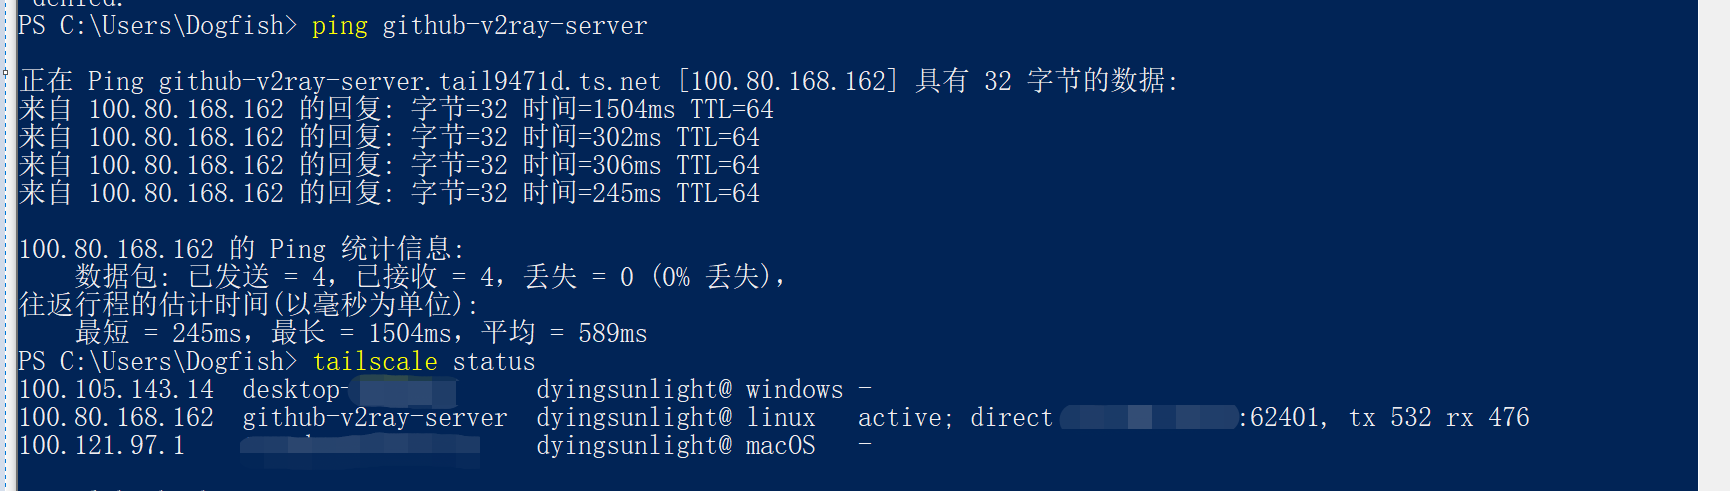 denied.
PS C:\Users\Dogfish> ping github-v2ray-server
正在 Ping github-v2ray-server.tail9471d.ts.net [100.80.168.162] 具有 32 字节的数据:
来自 100.80.168.162 的回复: 字节=32 时间=1504ms TTL=64
来自 100.80.168.162 的回复: 字节=32 时间=302ms TTL=64
来自 100.80.168.162 的回复: 字节=32 时间=306ms TTL=64
来自 100.80.168.162 的回复: 字节=32 时间=245ms TTL=64
100.80.168.162 的 Ping 统计信息:
数据包: 已发送 = 4，已接收 = 4，丢失 = 0 (0% 丢失)，
往返行程的估计时间(以毫秒为单位):
最短 = 245ms，最长 = 1504ms，平均 = 589ms
PS C:\Users\Dogfish> tailscale status
100.105.143.14 desktop- dyingsunlight@ windows -
100.80.168.162 github-v2ray-server dyingsunlight@ linux active; direct :62401, tx 532 rx 476
100.121.97.1 dyingsunlight@ macOS -